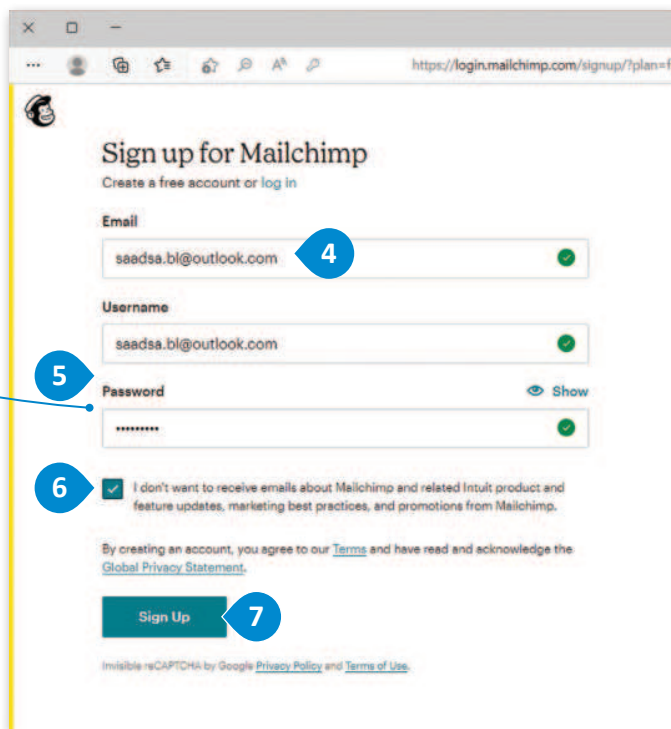 https://login.mailchimp.com/signup/?plan=f
Sign up for Mailchimp
Create a free account or log in
Email
saadsa.bl@outlook.com
4
Username
saadsa.bl@outlook.com
5
Password
Show
•••••••••
6
I don't want to receive emails about Mailchimp and related Intuit product and
feature updates, marketing best practices, and promotions from Mailchimp.
By creating an account, you agree to our Terms and have read and acknowledge the
Global Privacy Statement.
Sign Up
7
Invisible reCAPTCHA by Google Privacy Policy and Terms of Use.